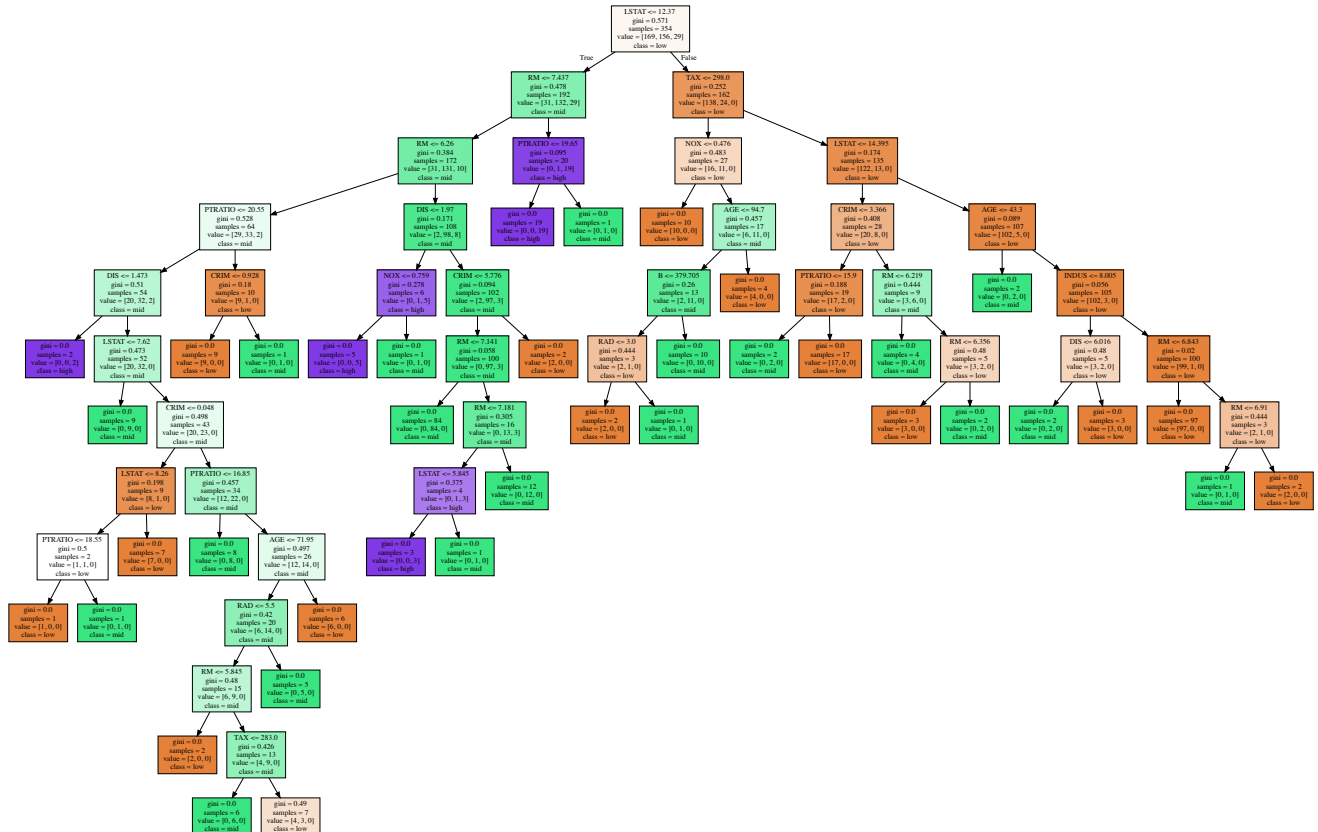 LSTAT <= 12.37
gini = 0.571
samples = 354
value = [169, 156, 29]
class = low
True
False
RM <= 7.437
gini = 0.478
samples = 192
value = [31, 132, 29]
class = mid
TAX <= 298.0
gini = 0.252
samples = 162
value = [138, 24, 0]
class = low
RM <= 6.26
gini = 0.384
samples = 172
value = [31, 131, 10]
class = mid
PTRATIO <= 19.65
gini = 0.095
samples = 20
value = [0, 1, 19]
class = high
NOX <= 0.476
gini = 0.483
samples = 27
value = [16, 11, 0]
class = low
LSTAT <= 14.395
gini = 0.174
samples = 135
value = [122, 13, 0]
class = low
PTRATIO <= 20.55
gini = 0.528
samples = 64
value = [29, 33, 2]
class = mid
DIS <= 1.97
gini = 0.171
samples = 108
value = [2, 98, 8]
class = mid
gini = 0.0
samples = 19
value = [0, 0, 19]
class = high
gini = 0.0
samples = 1
value = [0, 1, 0]
class = mid
gini = 0.0
samples = 10
value = [10, 0, 0]
class = low
AGE <= 94.7
gini = 0.457
samples = 17
value = [6, 11, 0]
class = mid
CRIM <= 3.366
gini = 0.408
samples = 28
value = [20, 8, 0]
class = low
AGE <= 43.3
gini = 0.089
samples = 107
value = [102, 5, 0]
class = low
DIS <= 1.473
gini = 0.51
samples = 54
value = [20, 32, 2]
class = mid
CRIM <= 0.928
gini = 0.18
samples = 10
value = [9, 1, 0]
class = low
NOX <= 0.759
gini = 0.278
samples = 6
value = [0, 1, 5]
class = high
CRIM <= 5.776
gini = 0.094
samples = 102
value = [2, 97, 3]
class = mid
B <= 379.705
gini = 0.26
samples = 13
value = [2, 11, 0]
class = mid
gini = 0.0
samples = 4
value = [4, 0, 0]
class = low
PTRATIO <= 15.9
gini = 0.188
samples = 19
value = [17, 2, 0]
class = low
RM <= 6.219
gini = 0.444
samples = 9
value = [3, 6, 0]
class = mid
gini = 0.0
samples = 2
value = [0, 2, 0]
class = mid
INDUS <= 8.005
gini = 0.056
samples = 105
value = [102, 3, 0]
class = low
gini = 0.0
samples = 2
value = [0, 0, 2]
class = high
LSTAT <= 7.62
gini = 0.473
samples = 52
value = [20, 32, 0]
class = mid
gini = 0.0
samples = 9
value = [9, 0, 0]
class = low
gini = 0.0
samples = 1
value = [0, 1, 0]
class = mid
gini = 0.0
samples = 5
value = [0, 0, 5]
class = high
gini = 0.0
samples = 1
value = [0, 1, 0]
class = mid
RM <= 7.141
gini = 0.058
samples = 100
value = [0, 97, 3]
class = mid
gini = 0.0
samples = 2
value = [2, 0, 0]
class = low
RAD <= 3.0
gini = 0.444
samples = 3
value = [2, 1, 0]
class = low
gini = 0.0
samples = 10
value = [0, 10, 0]
class = mid
gini = 0.0
samples = 2
value = [0, 2, 0]
class = mid
gini = 0.0
samples = 17
value = [17, 0, 0]
class = low
gini = 0.0
samples = 4
value = [0, 4, 0]
class = mid
RM <= 6.356
gini = 0.48
samples = 5
value = [3, 2, 0]
class = low
DIS <= 6.016
gini = 0.48
samples = 5
value = [3, 2, 0]
class = low
RM <= 6.843
gini = 0.02
samples = 100
value = [99, 1, 0]
class = low
gini = 0.0
samples = 9
value = [0, 9, 0]
class = mid
CRIM <= 0.048
gini = 0.498
samples = 43
value = [20, 23, 0]
class = mid
gini = 0.0
samples = 84
value = [0, 84, 0]
class = mid
RM <= 7.181
gini = 0.305
samples = 16
value = [0, 13, 3]
class = mid
gini = 0.0
samples = 2
value = [2, 0, 0]
class = low
gini = 0.0
samples = 1
value = [0, 1, 0]
class = mid
gini = 0.0
samples = 3
value = [3, 0, 0]
class = low
gini = 0.0
samples = 2
value = [0, 2, 0]
class = mid
gini = 0.0
samples = 2
value = [0, 2, 0]
class = mid
gini = 0.0
samples = 3
value = [3, 0, 0]
class = low
gini = 0.0
samples = 97
value = [97, 0, 0]
class = low
RM <= 6.91
gini = 0.444
samples = 3
value = [2, 1, 0]
class = low
LSTAT <= 8.26
gini = 0.198
samples = 9
value = [8, 1, 0]
class = low
PTRATIO <= 16.85
gini = 0.457
samples = 34
value = [12, 22, 0]
class = mid
LSTAT <= 5.845
gini = 0.375
samples = 4
value = [0, 1, 3]
class = high
gini = 0.0
samples = 12
value = [0, 12, 0]
class = mid
gini = 0.0
samples = 1
value = [0, 1, 0]
class = mid
gini = 0.0
samples = 2
value = [2, 0, 0]
class = low
PTRATIO <= 18.55
gini = 0.5
samples = 2
value = [1, 1, 0]
class = low
gini = 0.0
samples = 7
value = [7, 0, 0]
class = low
gini = 0.0
samples = 8
value = [0, 8, 0]
class = mid
AGE <= 71.95
gini = 0.497
samples = 26
value = [12, 14, 0]
class = mid
gini = 0.0
samples = 3
value = [0, 0, 3]
class = high
gini = 0.0
samples = 1
value = [0, 1, 0]
class = mid
gini = 0.0
samples = 1
value = [1, 0, 0]
class = low
gini = 0.0
samples = 1
value = [0, 1, 0]
class = mid
RAD <= 5.5
gini = 0.42
samples = 20
value = [6, 14, 0]
class = mid
gini = 0.0
samples = 6
value = [6, 0, 0]
class = low
RM <= 5.845
gini = 0.48
samples = 15
value = [6, 9, 0]
class = mid
gini = 0.0
samples = 5
value = [0, 5, 0]
class = mid
gini = 0.0
samples = 2
value = [2, 0, 0]
class = low
TAX <= 283.0
gini = 0.426
samples = 13
value = [4, 9, 0]
class = mid
gini = 0.0
samples = 6
value = [0, 6, 0]
class = mid
gini = 0.49
samples = 7
value = [4, 3, 0]
class = low